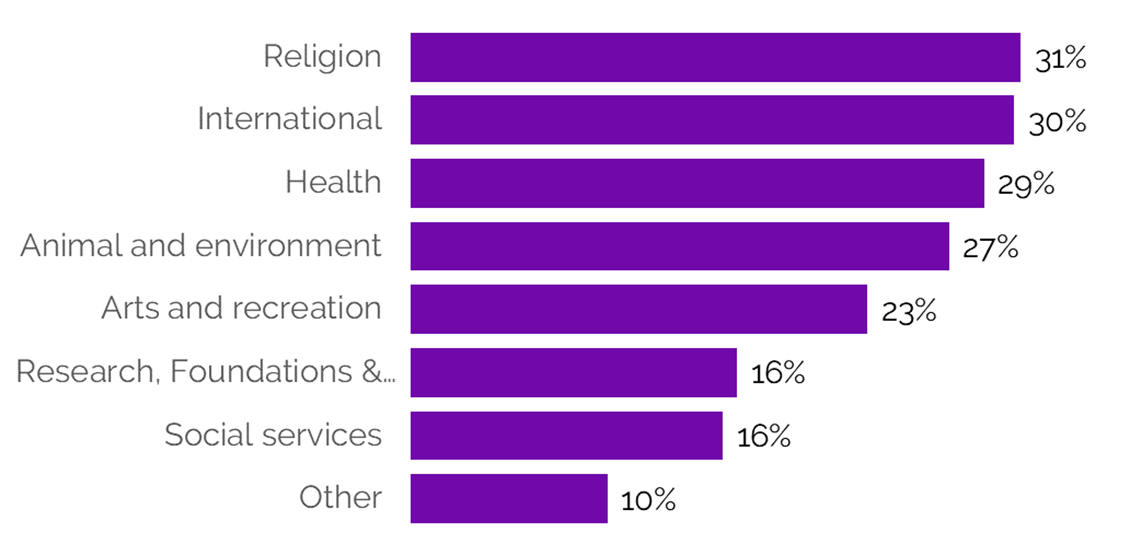 Religion 31%
International 30%
Health 29%
Animal and environment 27%
Arts and recreation 23%
Research, Foundations &... 16%
Social services 16%
Other 10%